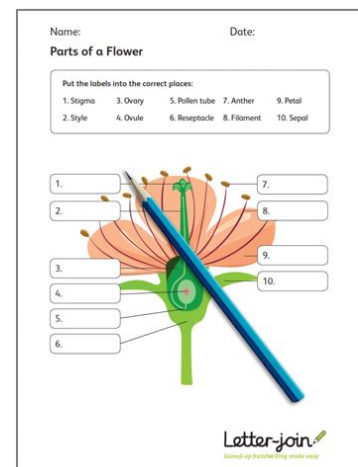 Name: Date:
Parts of a Flower
Put the labels into the correct places:
1. Stigma 3. Ovary 5. Pollen tube 7. Anther 9. Petal
2. Style 4. Ovule 6. Reseptacle 8. Filament 10. Sepal
1. 7.
2. 8.
9.
3.
10.
4.
5.
6.
Letter-join
Joined-up handwriting made easy